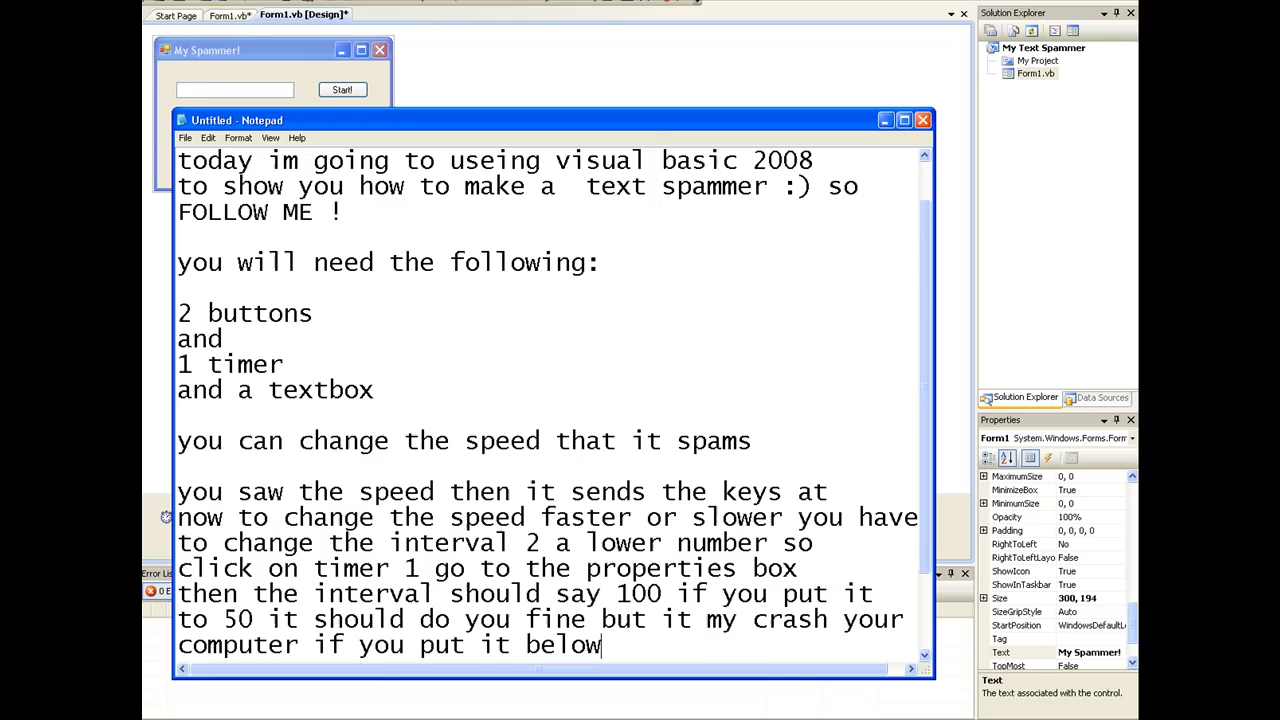 Start Page
Form1.vb*
Form1.vb [Design]*
My Spammer!
Start!
Untitled - Notepad
File Edit Format View Help
today im going to useing visual basic 2008
to show you how to make a  text spammer :) so
FOLLOW ME !
you will need the following:
2 buttons
and
1 timer
and a textbox
you can change the speed that it spams
you saw the speed then it sends the keys at
now to change the speed faster or slower you have
to change the interval 2 a lower number so
click on timer 1 go to the properties box
then the interval should say 100 if you put it
to 50 it should do you fine but it my crash your
computer if you put it below
Error Lis
0 E
Solution Explorer
My Text Spammer
My Project
Form1.vb
Solution Explorer
Data Sources
Properties
Form1 System.Windows.Forms.Form
MaximumSize 0, 0
MinimizeBox True
MinimumSize 0, 0
Opacity 100%
Padding 0, 0, 0, 0
RightToLeft No
RightToLeftLayo False
ShowIcon True
ShowInTaskbar True
Size 300, 194
SizeGripStyle Auto
StartPosition WindowsDefaultL
Tag
Text My Spammer!
TopMost False
Text
The text associated with the control.